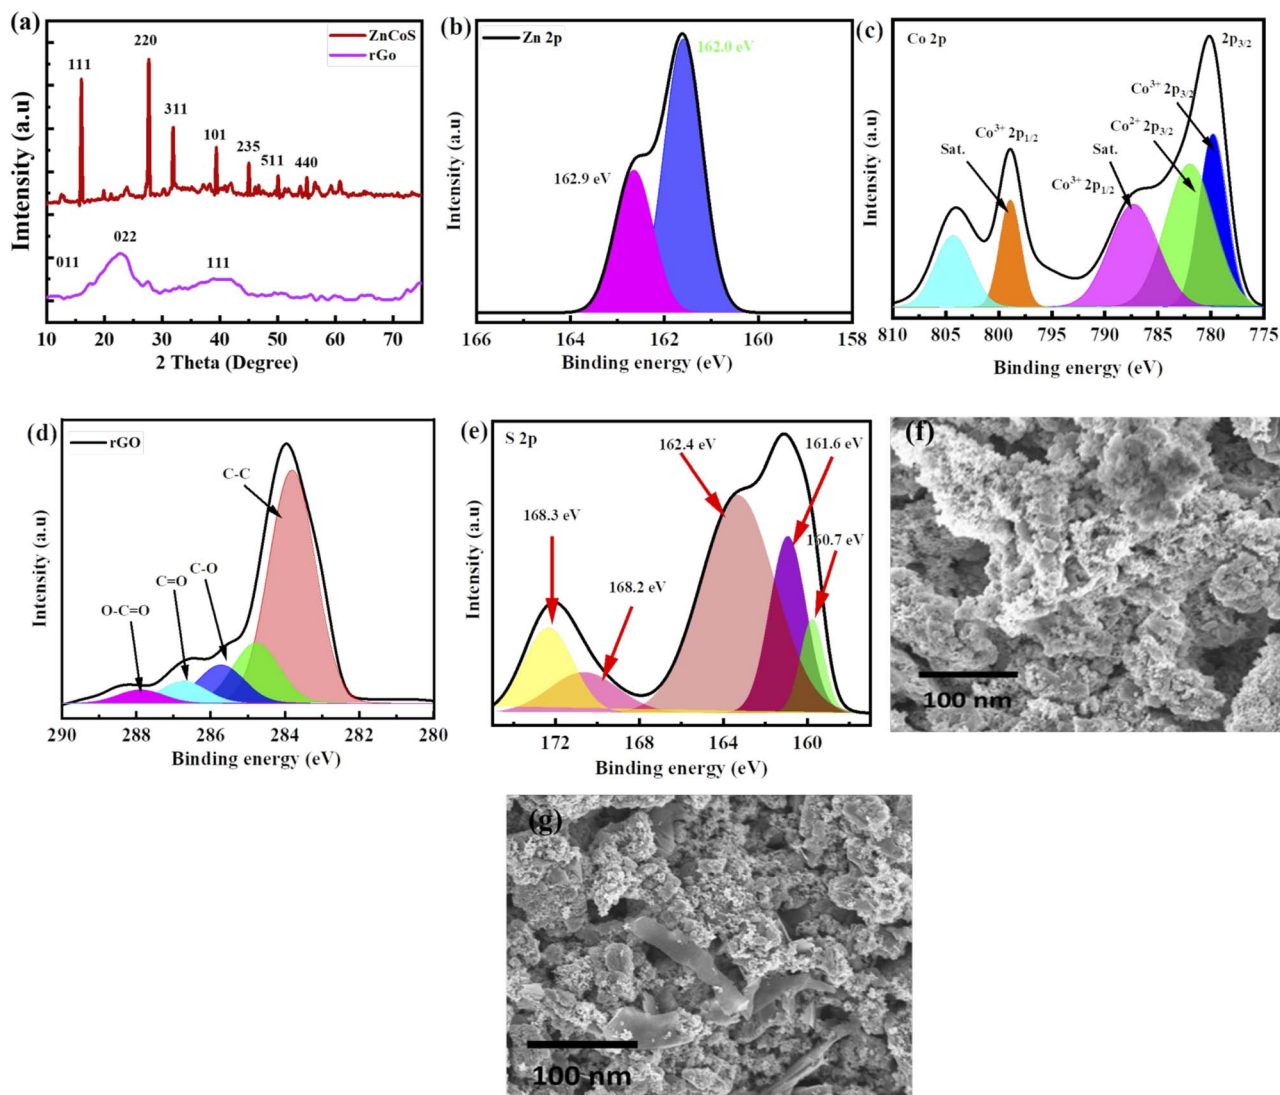 (a)
ZnCoS
rGo
111
220
311
101
235
511
440
011
022
111
Imtensity (a.u)
10 20 30 40 50 60 70
2 Theta (Degree)
(b)
Zn 2p
162.0 eV
162.9 eV
Intensity (a.u)
166 164 162 160 158
Binding energy (eV)
(c)
Co 2p
2p3/2
Co3+ 2p3/2
Co2+ 2p3/2
Co3+ 2p1/2
Sat.
Sat.
Co3+ 2p1/2
Intensity (a.u)
810 805 800 795 790 785 780 775
Binding energy (eV)
(d)
rGO
C-C
C-O
C=O
O-C=O
Intensity (a.u)
290 288 286 284 282 280
Binding energy (eV)
(e)
S 2p
162.4 eV
161.6 eV
160.7 eV
168.3 eV
168.2 eV
Intensity (a.u)
172 168 164 160
Binding energy (eV)
(f)
100 nm
(g)
100 nm